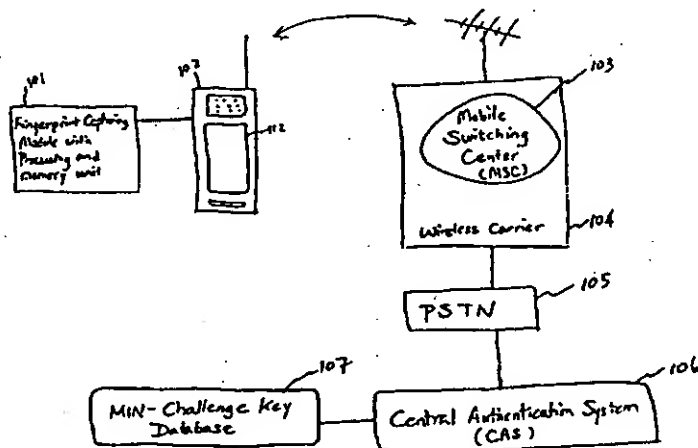 101
102
Fingerprint Capturing
Module with
Processing and
memory unit
112
103
Mobile
Switching
Center
(MSC)
Wireless Carrier
104
PSTN
105
107
MIN-Challenge Key
Database
106
Central Authentication System
(CAS)